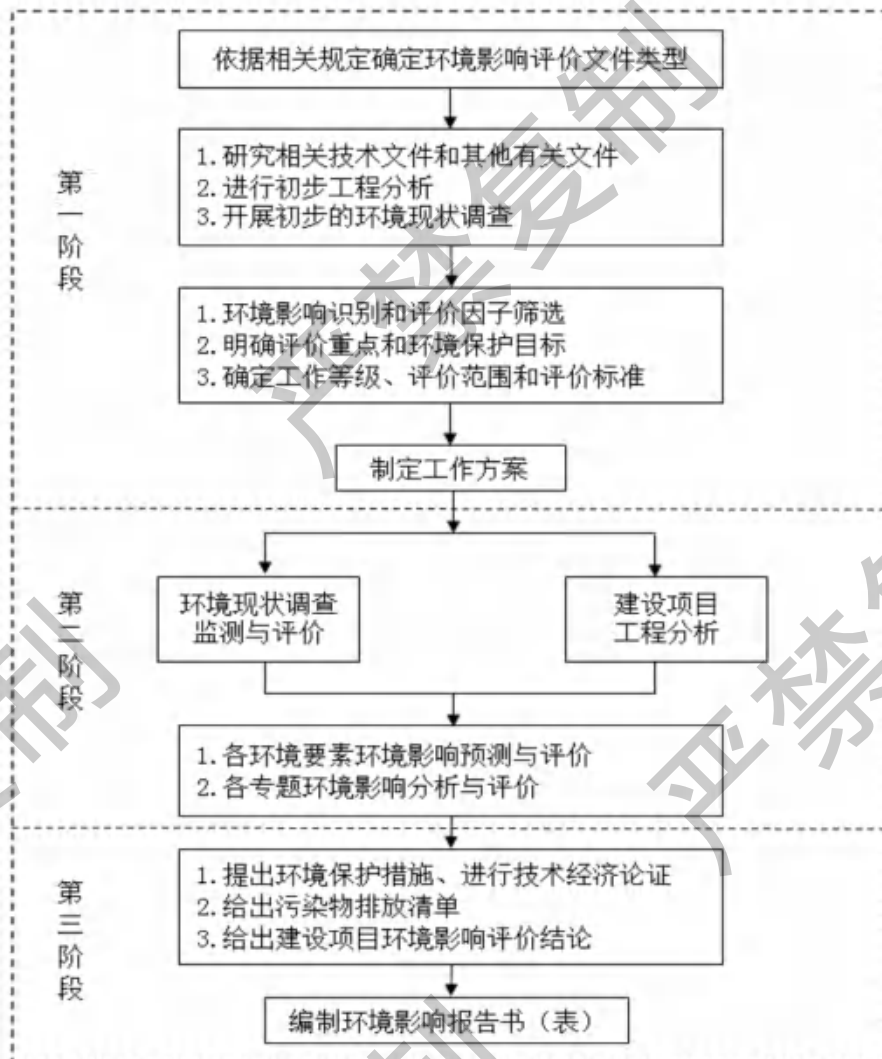 依据相关规定确定环境影响评价文件类型
第一阶段
1.研究相关技术文件和其他有关文件
2.进行初步工程分析
3.开展初步的环境现状调查
1.环境影响识别和评价因子筛选
2.明确评价重点和环境保护目标
3.确定工作等级、评价范围和评价标准
制定工作方案
第二阶段
环境现状调查
监测与评价
建设项目
工程分析
1.各环境要素环境影响预测与评价
2.各专题环境影响分析与评价
第三阶段
1.提出环境保护措施、进行技术经济论证
2.给出污染物排放清单
3.给出建设项目环境影响评价结论
编制环境影响报告书（表）
严禁复制
严禁
制
制